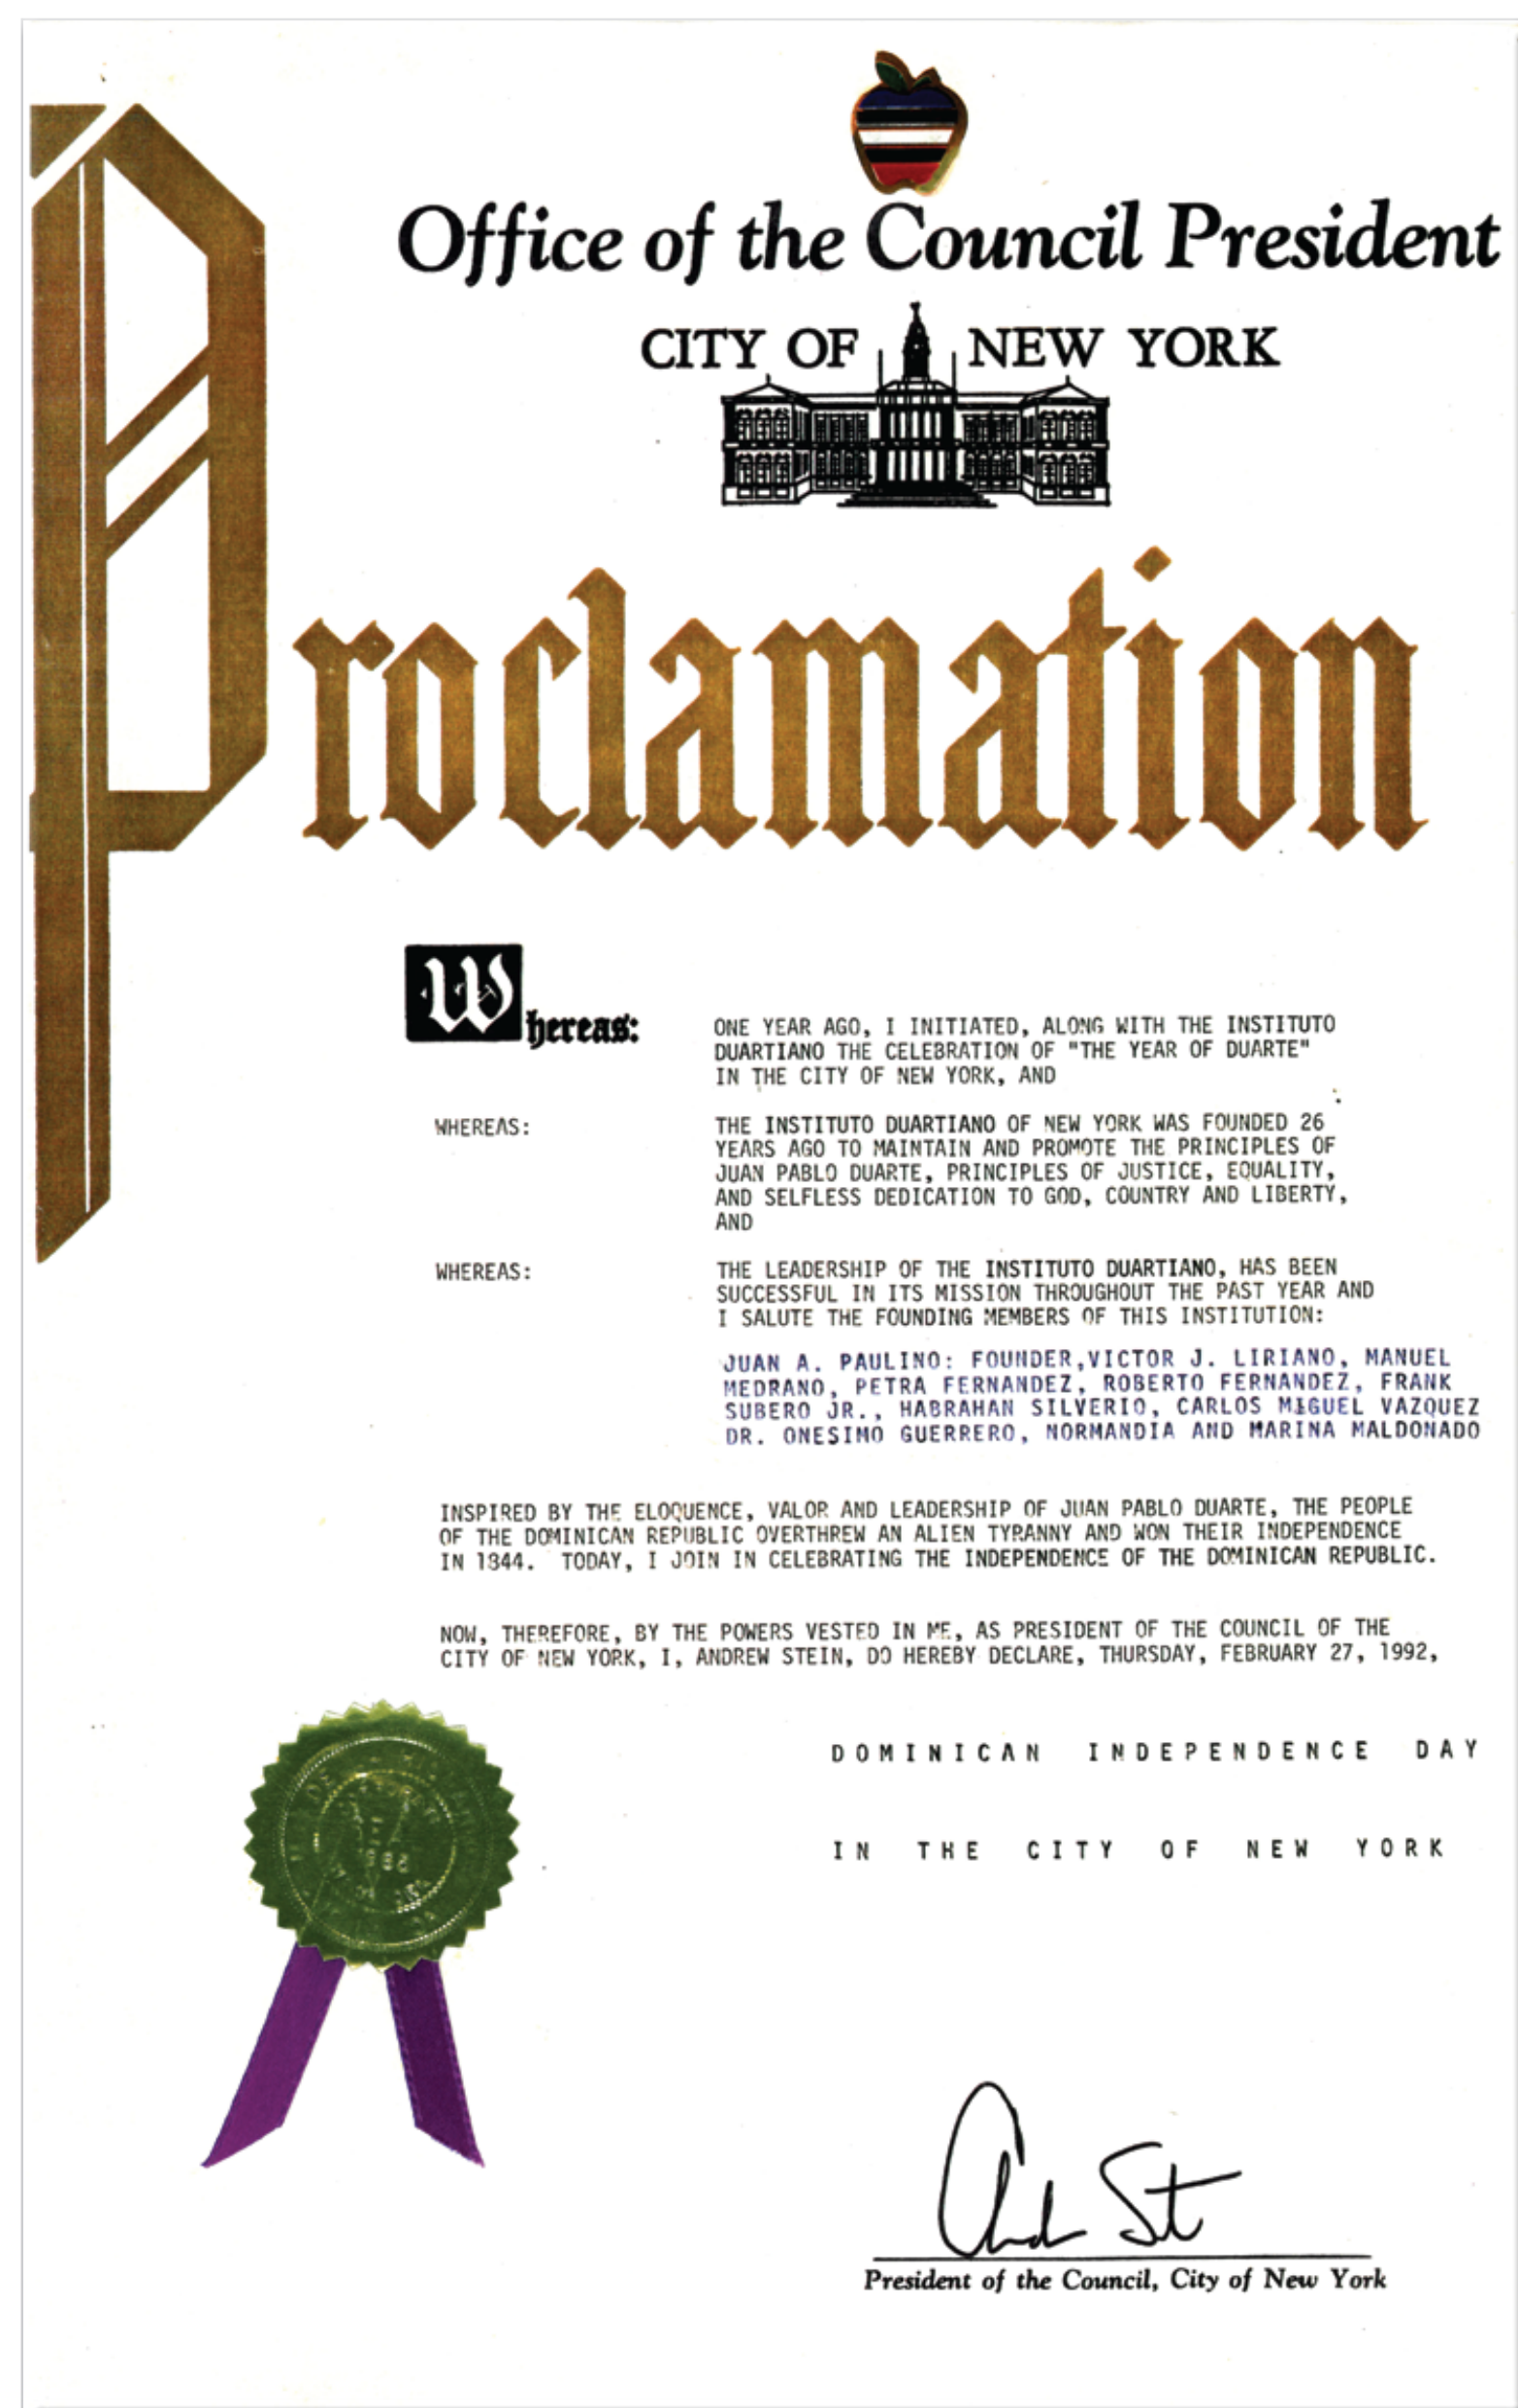 Office of the Council President
CITY OF NEW YORK
Proclamation
Whereas:
ONE YEAR AGO, I INITIATED, ALONG WITH THE INSTITUTO
DUARTIANO THE CELEBRATION OF "THE YEAR OF DUARTE"
IN THE CITY OF NEW YORK, AND
WHEREAS:
THE INSTITUTO DUARTIANO OF NEW YORK WAS FOUNDED 26
YEARS AGO TO MAINTAIN AND PROMOTE THE PRINCIPLES OF
JUAN PABLO DUARTE, PRINCIPLES OF JUSTICE, EQUALITY,
AND SELFLESS DEDICATION TO GOD, COUNTRY AND LIBERTY,
AND
WHEREAS:
THE LEADERSHIP OF THE INSTITUTO DUARTIANO, HAS BEEN
SUCCESSFUL IN ITS MISSION THROUGHOUT THE PAST YEAR AND
I SALUTE THE FOUNDING MEMBERS OF THIS INSTITUTION:
JUAN A. PAULINO: FOUNDER,VICTOR J. LIRIANO, MANUEL
MEDRANO, PETRA FERNANDEZ, ROBERTO FERNANDEZ, FRANK
SUBERO JR., HABRAHAN SILVERIO, CARLOS MIGUEL VAZQUEZ
DR. ONESIMO GUERRERO, NORMANDIA AND MARINA MALDONADO
INSPIRED BY THE ELOQUENCE, VALOR AND LEADERSHIP OF JUAN PABLO DUARTE, THE PEOPLE
OF THE DOMINICAN REPUBLIC OVERTHREW AN ALIEN TYRANNY AND WON THEIR INDEPENDENCE
IN 1844. TODAY, I JOIN IN CELEBRATING THE INDEPENDENCE OF THE DOMINICAN REPUBLIC.
NOW, THEREFORE, BY THE POWERS VESTED IN ME, AS PRESIDENT OF THE COUNCIL OF THE
CITY OF NEW YORK, I, ANDREW STEIN, DO HEREBY DECLARE, THURSDAY, FEBRUARY 27, 1992,
DOMINICAN INDEPENDENCE DAY
IN THE CITY OF NEW YORK
President of the Council, City of New York